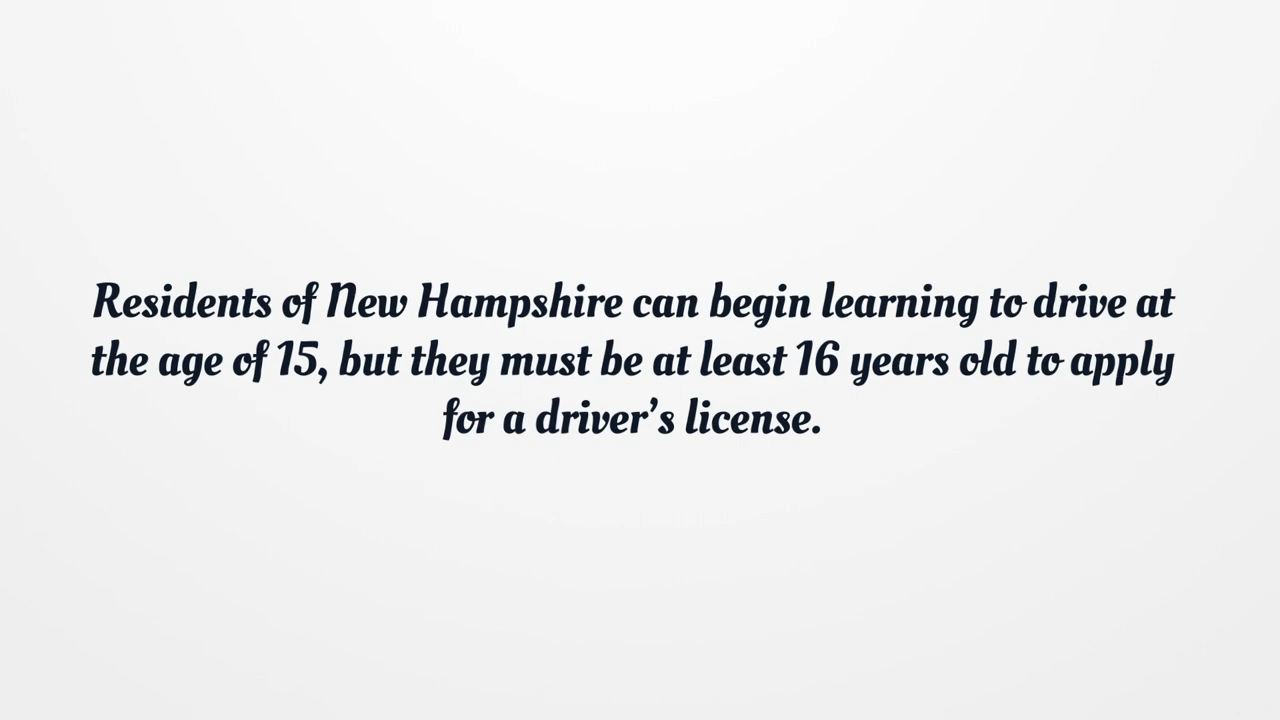 Residents of New Hampshire can begin learning to drive at
the age of 15, but they must be at least 16 years old to apply
for a driver’s license.